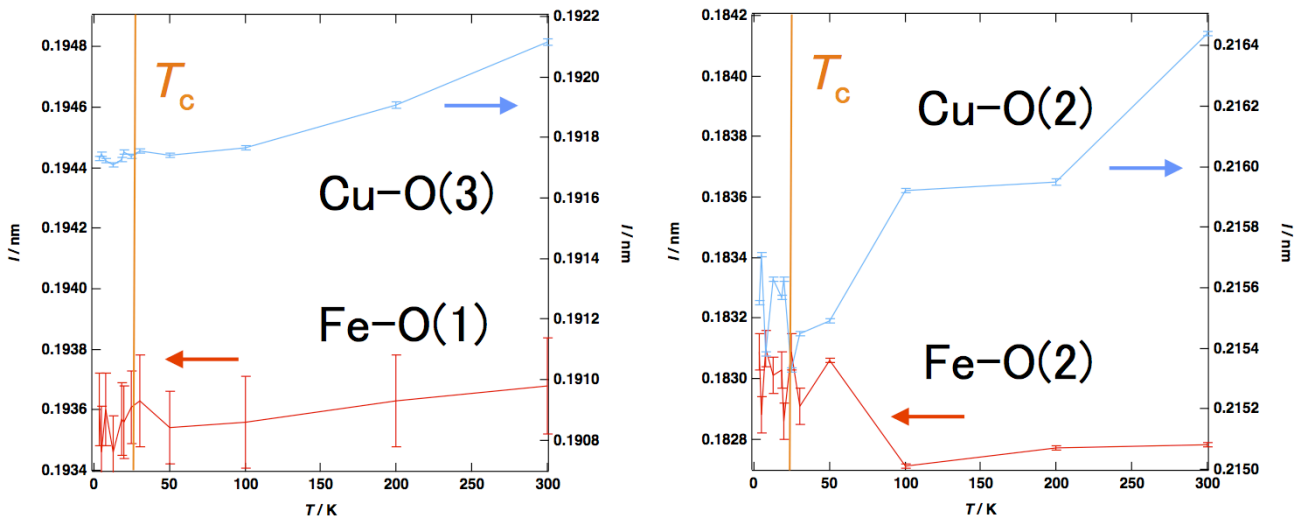 0.1948
0.1946
0.1944
0.1942
0.1940
0.1938
0.1936
0.1934
l / nm
0.1922
0.1920
0.1918
0.1916
0.1914
0.1912
0.1910
0.1908
l / nm
Tc
Cu-O(3)
Fe-O(1)
0 50 100 150 200 250 300
T / K
0.1842
0.1840
0.1838
0.1836
0.1834
0.1832
0.1830
0.1828
l / nm
0.2164
0.2162
0.2160
0.2158
0.2156
0.2154
0.2152
0.2150
l / nm
Tc
Cu-O(2)
Fe-O(2)
0 50 100 150 200 250 300
T / K